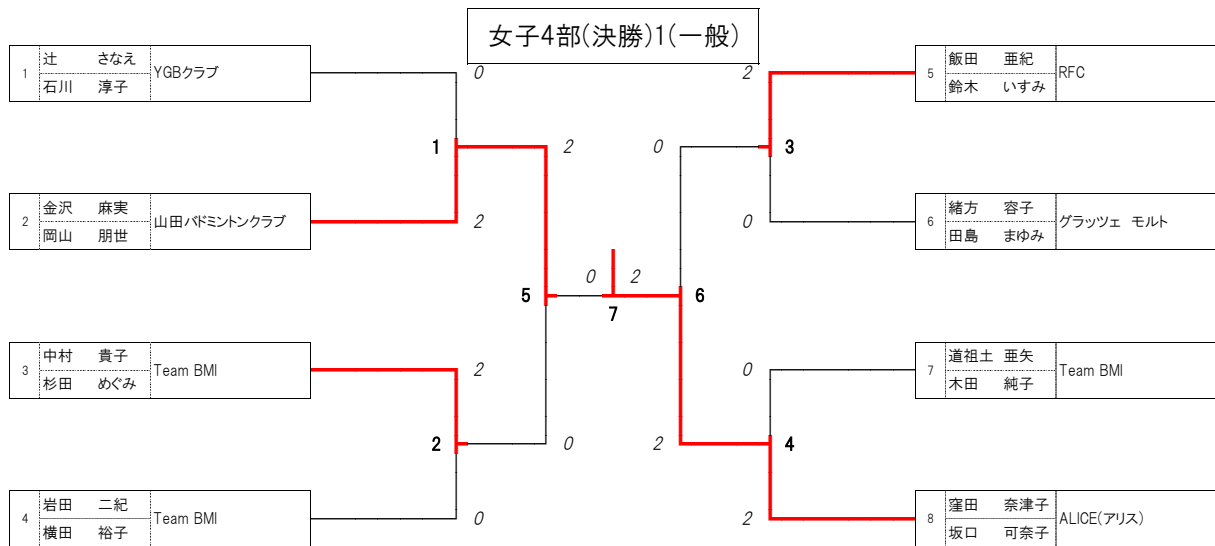 女子4部(決勝)1(一般)
1 辻 さなえ YGBクラブ
石川 淳子
0
1
2
2
2 金沢 麻実 山田バドミントンクラブ
岡山 朋世
5
0
3 中村 貴子 Team BMI
杉田 めぐみ
2
2
0
4 岩田 二紀 Team BMI
横田 裕子
0
7
2
5 飯田 亜紀 RFC
鈴木 いすみ
2
3
0
0
6 緒方 容子 グラッツェ モルト
田島 まゆみ
6
7 道祖土 亜矢 Team BMI
木田 純子
0
4
2
2
8 窪田 奈津子 ALICE(アリス)
坂口 可奈子